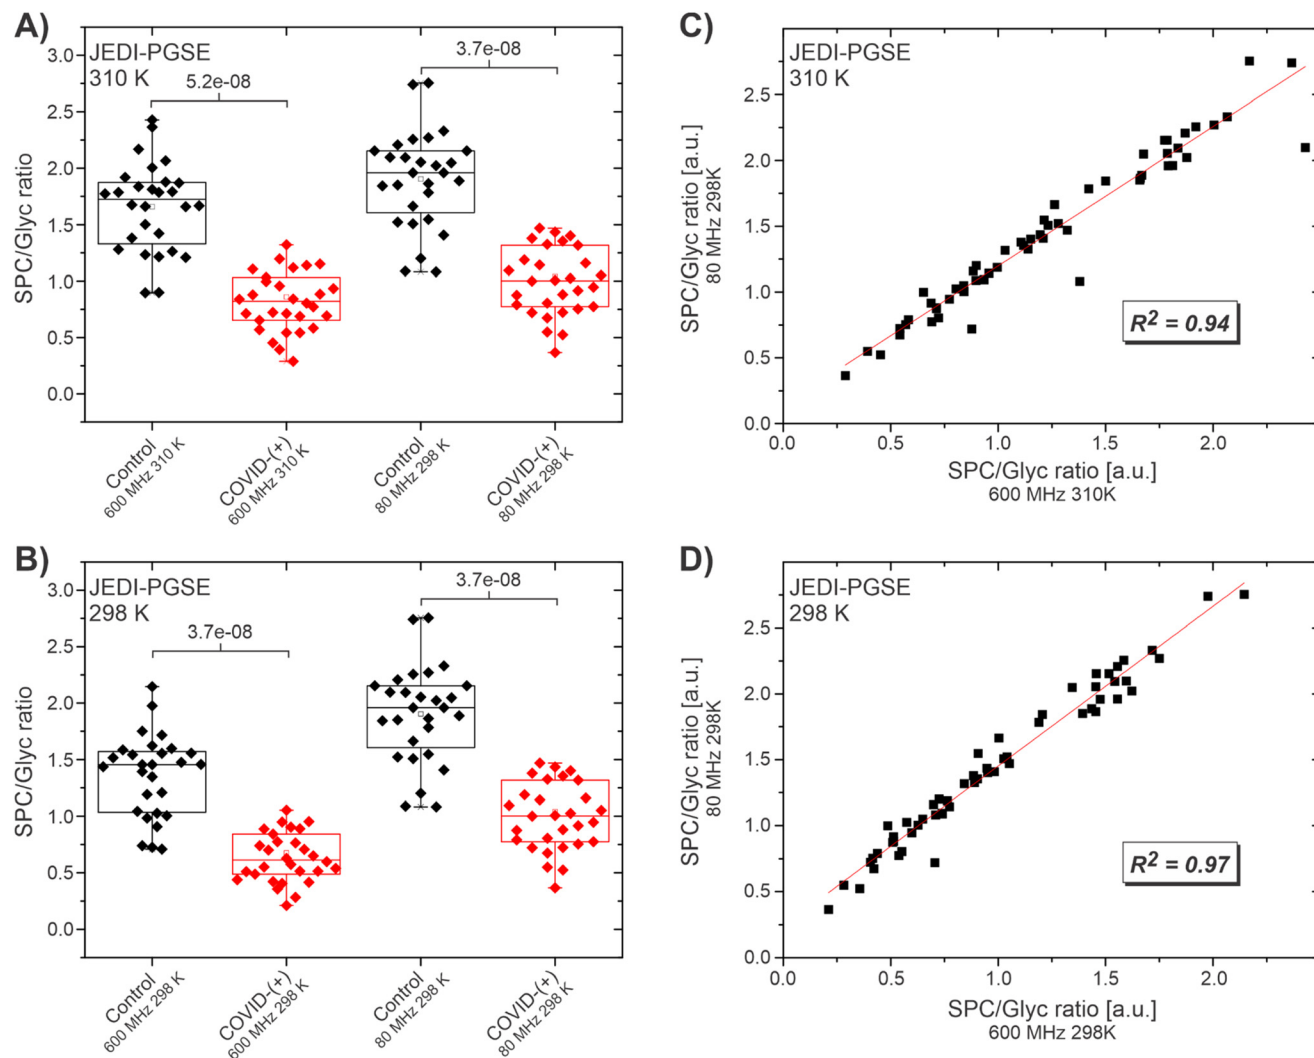 A)
JEDI-PGSE
310 K
5.2e-08
3.7e-08
SPC/Glyc ratio
3.0
2.5
2.0
1.5
1.0
0.5
0.0
Control
600 MHz 310 K
COVID-(+)
600 MHz 310 K
Control
80 MHz 298 K
COVID-(+)
80 MHz 298 K
C)
JEDI-PGSE
310 K
SPC/Glyc ratio [a.u.]
80 MHz 298K
2.5
2.0
1.5
1.0
0.5
0.0
R² = 0.94
0.0 0.5 1.0 1.5 2.0
SPC/Glyc ratio [a.u.]
600 MHz 310K
B)
JEDI-PGSE
298 K
3.7e-08
3.7e-08
SPC/Glyc ratio
3.0
2.5
2.0
1.5
1.0
0.5
0.0
Control
600 MHz 298 K
COVID-(+)
600 MHz 298 K
Control
80 MHz 298 K
COVID-(+)
80 MHz 298 K
D)
JEDI-PGSE
298 K
SPC/Glyc ratio [a.u.]
80 MHz 298K
2.5
2.0
1.5
1.0
0.5
0.0
R² = 0.97
0.0 0.5 1.0 1.5 2.0
SPC/Glyc ratio [a.u.]
600 MHz 298K